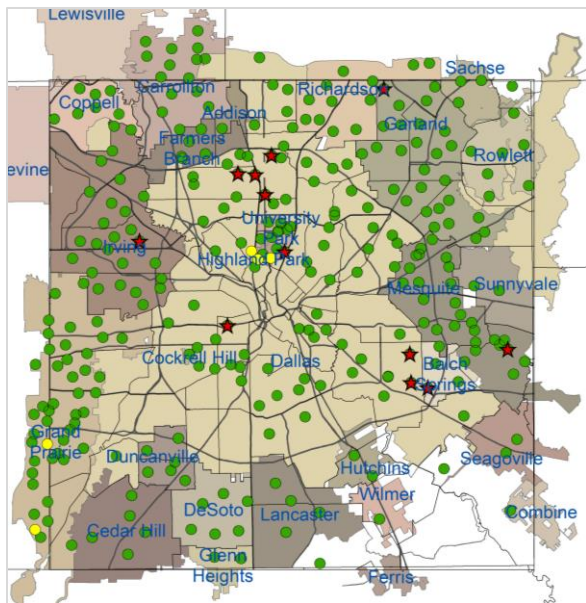 Lewisville
Sachse
Carrollton
Richardson
Coppell
Addison
Garland
Farmers
Branch
Rowlett
evine
University
Park
Irving
Highland Park
Sunnyvale
Mesquite
Cockrell Hill
Dallas
Balch
Springs
Grand
Prairie
Duncanville
Hutchins
Seagoville
Wilmer
DeSoto
Lancaster
Combine
Cedar Hill
Glenn
Heights
Ferris